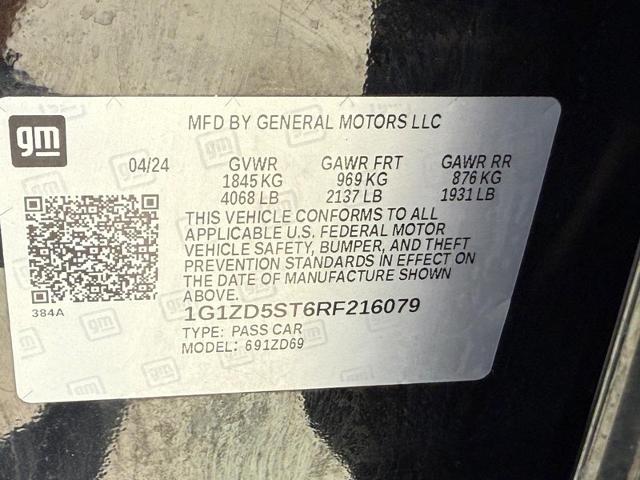 gm
MFD BY GENERAL MOTORS LLC
04/24 GVWR GAWR FRT GAWR RR
1845 KG 969 KG 876 KG
4068 LB 2137 LB 1931 LB
THIS VEHICLE CONFORMS TO ALL
APPLICABLE U.S. FEDERAL MOTOR
VEHICLE SAFETY, BUMPER, AND THEFT
PREVENTION STANDARDS IN EFFECT ON
THE DATE OF MANUFACTURE SHOWN
ABOVE.
384A
1G1ZD5ST6RF216079
TYPE: PASS CAR
MODEL: 691ZD69